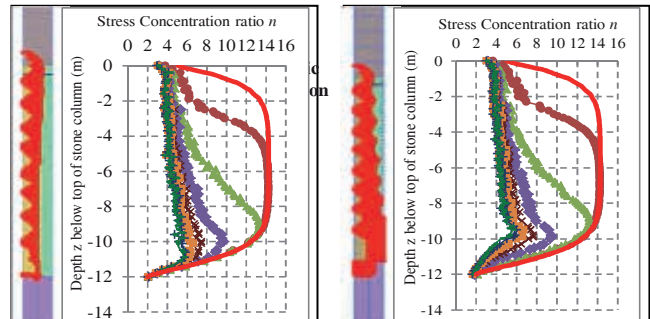 Stress Concentration ratio n
0 2 4 6 8 10 12 14 16
0
-2
-4
-6
-8
-10
-12
-14
Depth z below top of stone column (m)
ic
on
Stress Concentration ratio n
0 2 4 6 8 10 12 14 16
0
-2
-4
-6
-8
-10
-12
-14
Depth z below top of stone column (m)